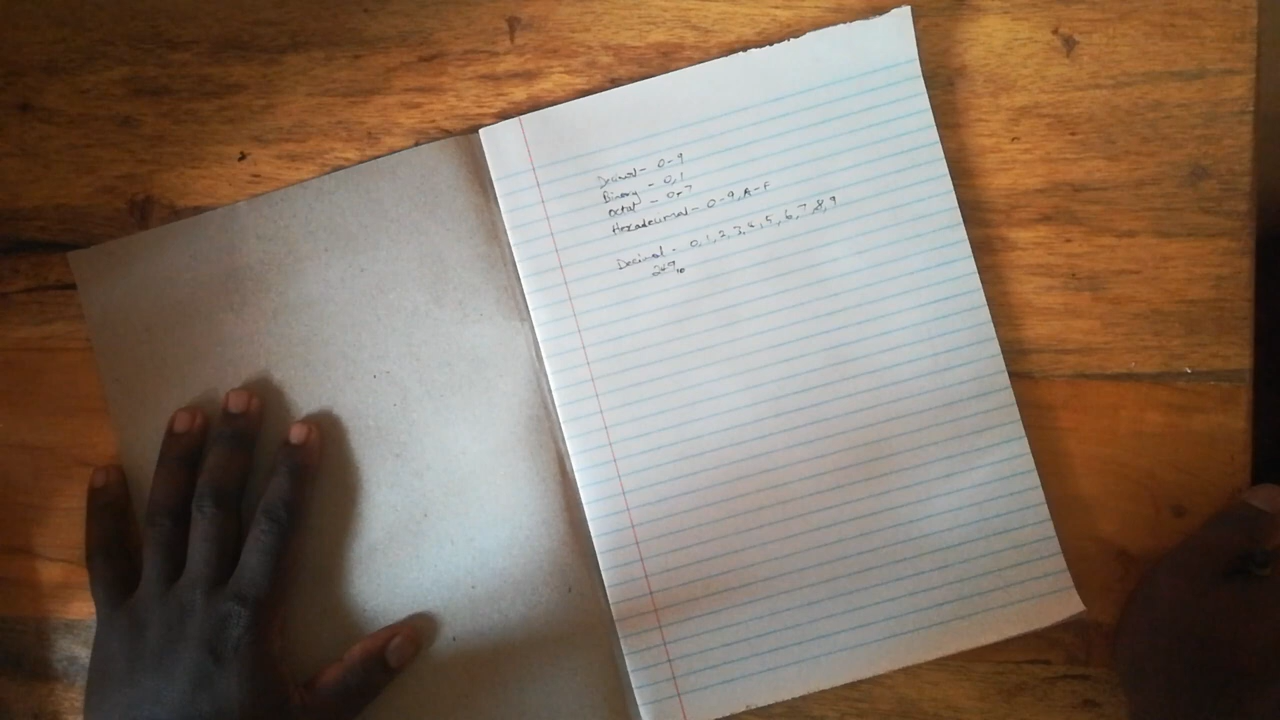 Decimal - 0-9
Binary - 0,1
Octal - 0-7
Hexadecimal - 0-9, A-F
Decimal - 0,1,2,3,4,5,6,7,8,9
269₁₀